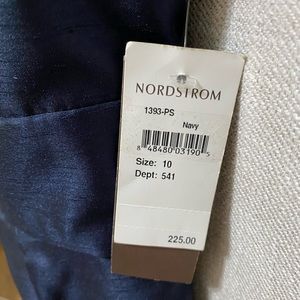 NORDSTROM
1393-PS
Navy
8 48480 03190 5
Size: 10
Dept: 541
225.00